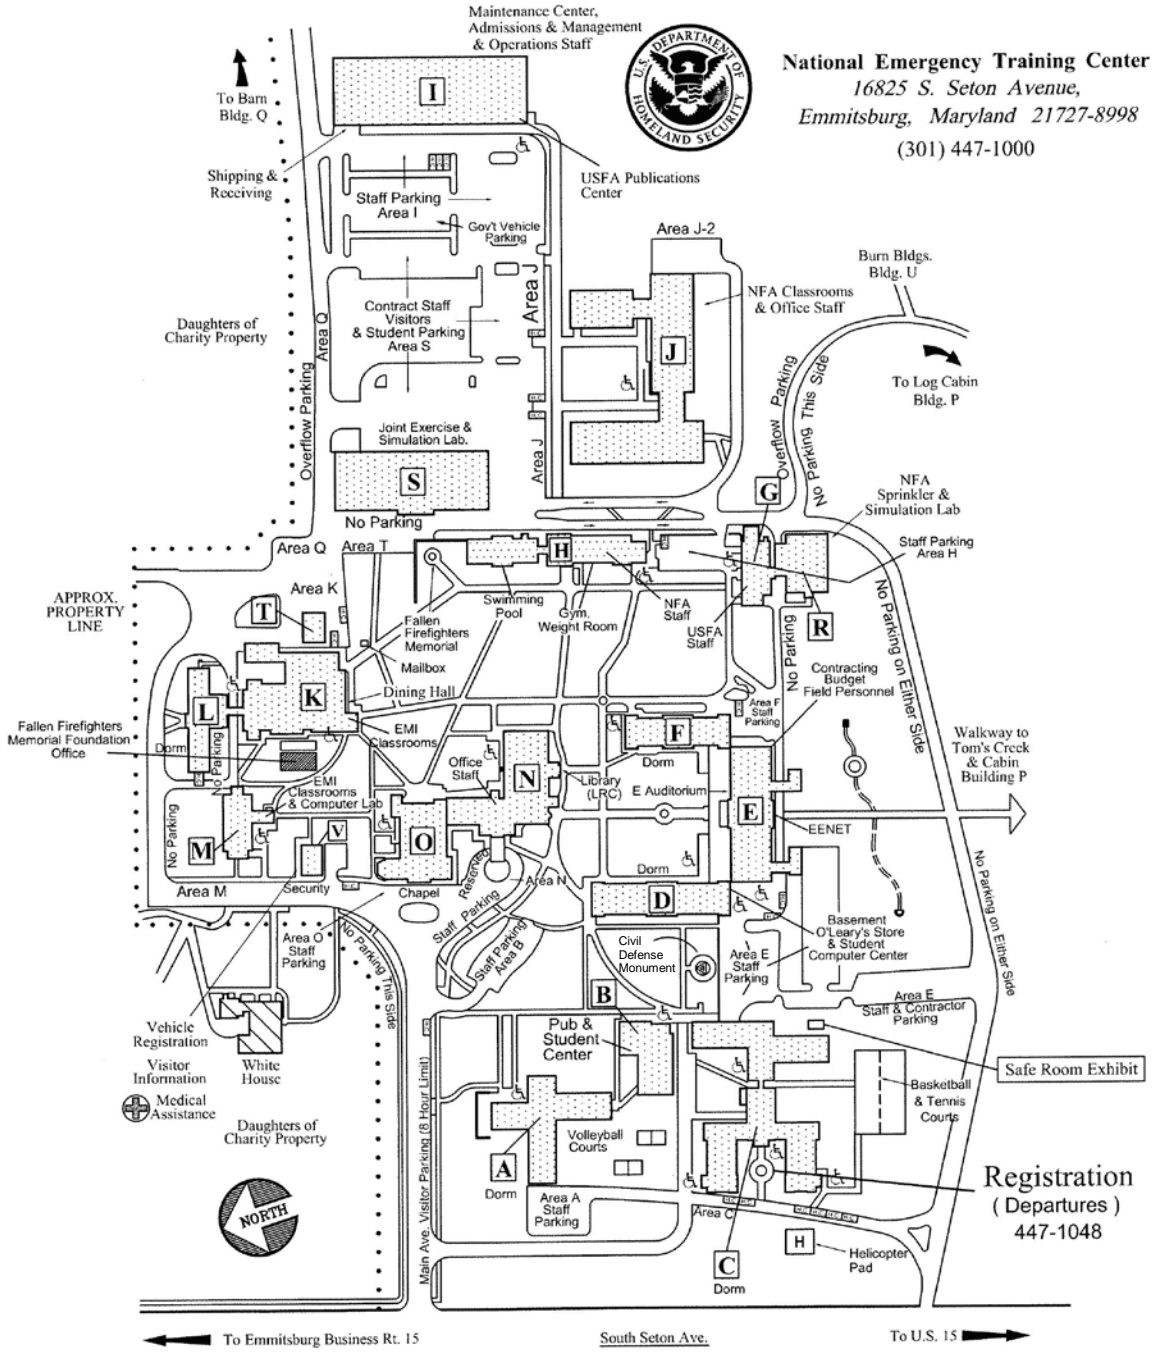 Maintenance Center,
Admissions & Management
& Operations Staff
U.S. DEPARTMENT OF
HOMELAND SECURITY
National Emergency Training Center
16825 S. Seton Avenue,
Emmitsburg, Maryland 21727-8998
(301) 447-1000
To Barn
Bldg. Q
I
Shipping &
Receiving
USFA Publications
Center
Staff Parking
Area I
Gov't Vehicle
Parking
Area J-2
Burn Bldgs.
Bldg. U
NFA Classrooms
& Office Staff
Area J
Contract Staff
Visitors
& Student Parking
Area S
Daughters of
Charity Property
Area Q
Overflow Parking
J
Overflow Parking
No Parking This Side
To Log Cabin
Bldg. P
Joint Exercise &
Simulation Lab.
Area J
S
G
NFA
Sprinkler &
Simulation Lab
No Parking
Area Q
Area T
H
Staff Parking
Area H
APPROX.
PROPERTY
LINE
Area K
T
Swimming
Pool
Gym,
Weight Room
NFA
Staff
USFA
Staff
R
No Parking
No Parking on Either Side
Fallen
Firefighters
Memorial
Mailbox
Dining Hall
Contracting
Budget
Field Personnel
L
K
Area F
Staff
Parking
EMI
Classrooms
Fallen Firefighters
Memorial Foundation
Office
Dorm
No Parking
F
Dorm
Walkway to
Tom's Creek
& Cabin
Building P
Office
Staff
N
Library
(LRC)
E Auditorium
E
EENET
EMI
Classrooms
& Computer Lab
No Parking
M
V
O
Area M
Security
Chapel
Reserved
Area N
Dorm
D
No Parking on Either Side
Staff Parking
Staff Parking
Area B
Basement
O'Leary's Store
& Student
Computer Center
Area O
Staff
Parking
No Parking This Side
Civil
Defense
Monument
Area E
Staff
Parking
B
Area E
Staff & Contractor
Parking
Vehicle
Registration
Visitor
Information
Medical
Assistance
White
House
Pub &
Student
Center
Safe Room Exhibit
Basketball
& Tennis
Courts
Daughters of
Charity Property
Main Ave. Visitor Parking (8 Hour Limit)
Volleyball
Courts
A
Dorm
Area A
Staff
Parking
Registration
( Departures )
447-1048
NORTH
Area C
C
Dorm
H
Helicopter
Pad
To Emmitsburg Business Rt. 15
South Seton Ave.
To U.S. 15